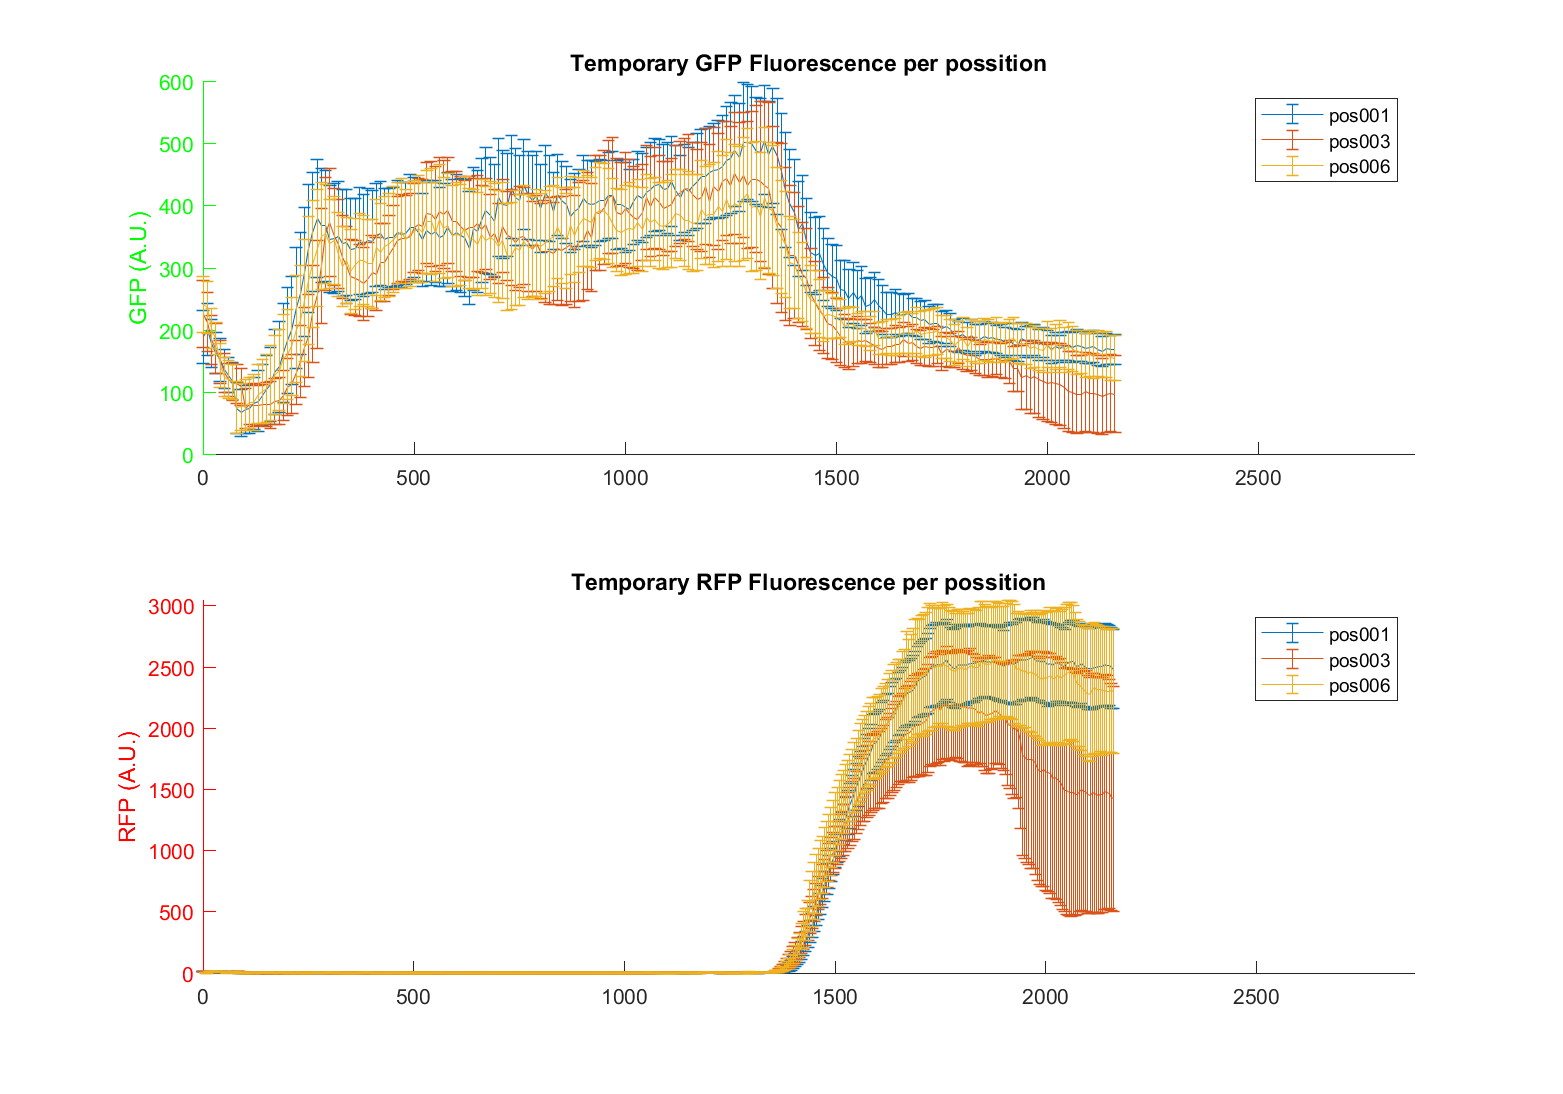 Temporary GFP Fluorescence per possition
GFP (A.U.)
600
500
400
300
200
100
0
0 500 1000 1500 2000 2500
pos001
pos003
pos006
Temporary RFP Fluorescence per possition
RFP (A.U.)
3000
2500
2000
1500
1000
500
0
0 500 1000 1500 2000 2500
pos001
pos003
pos006